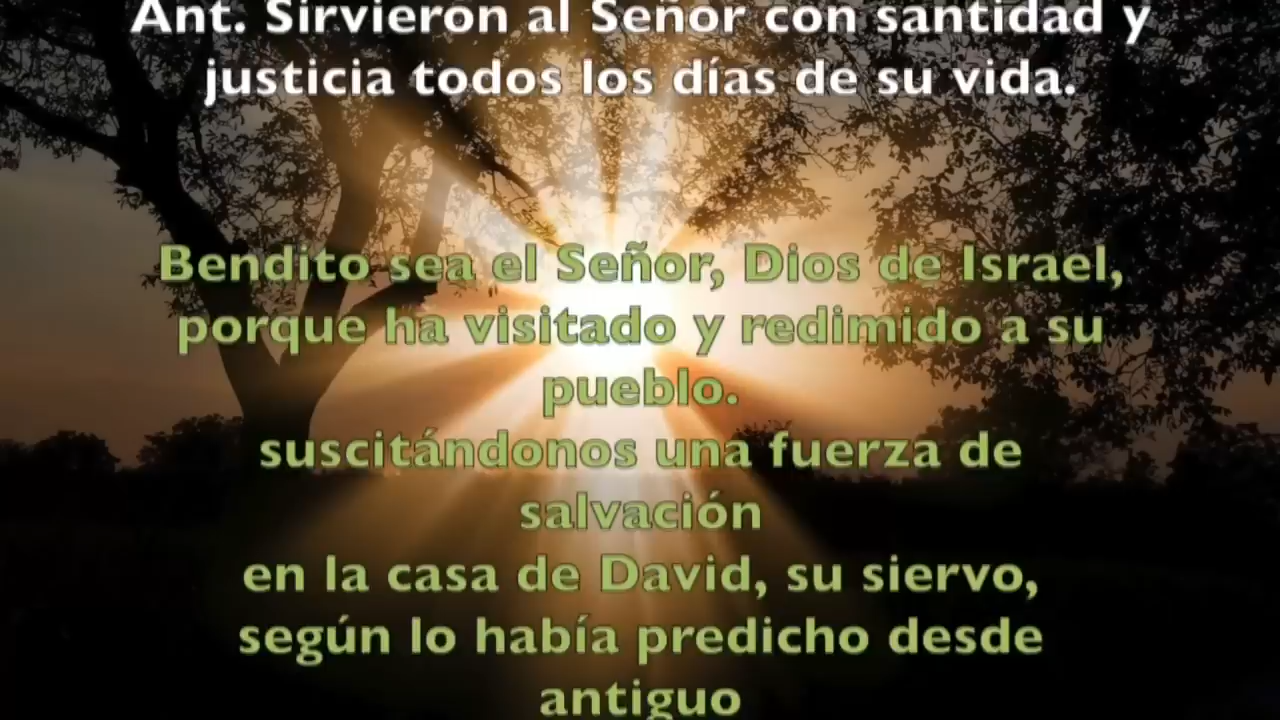 Ant. Sirvieron al Señor con santidad y
justicia todos los días de su vida.
Bendito sea el Señor, Dios de Israel,
porque ha visitado y redimido a su
pueblo.
suscitándonos una fuerza de
salvación
en la casa de David, su siervo,
según lo había predicho desde
antiguo